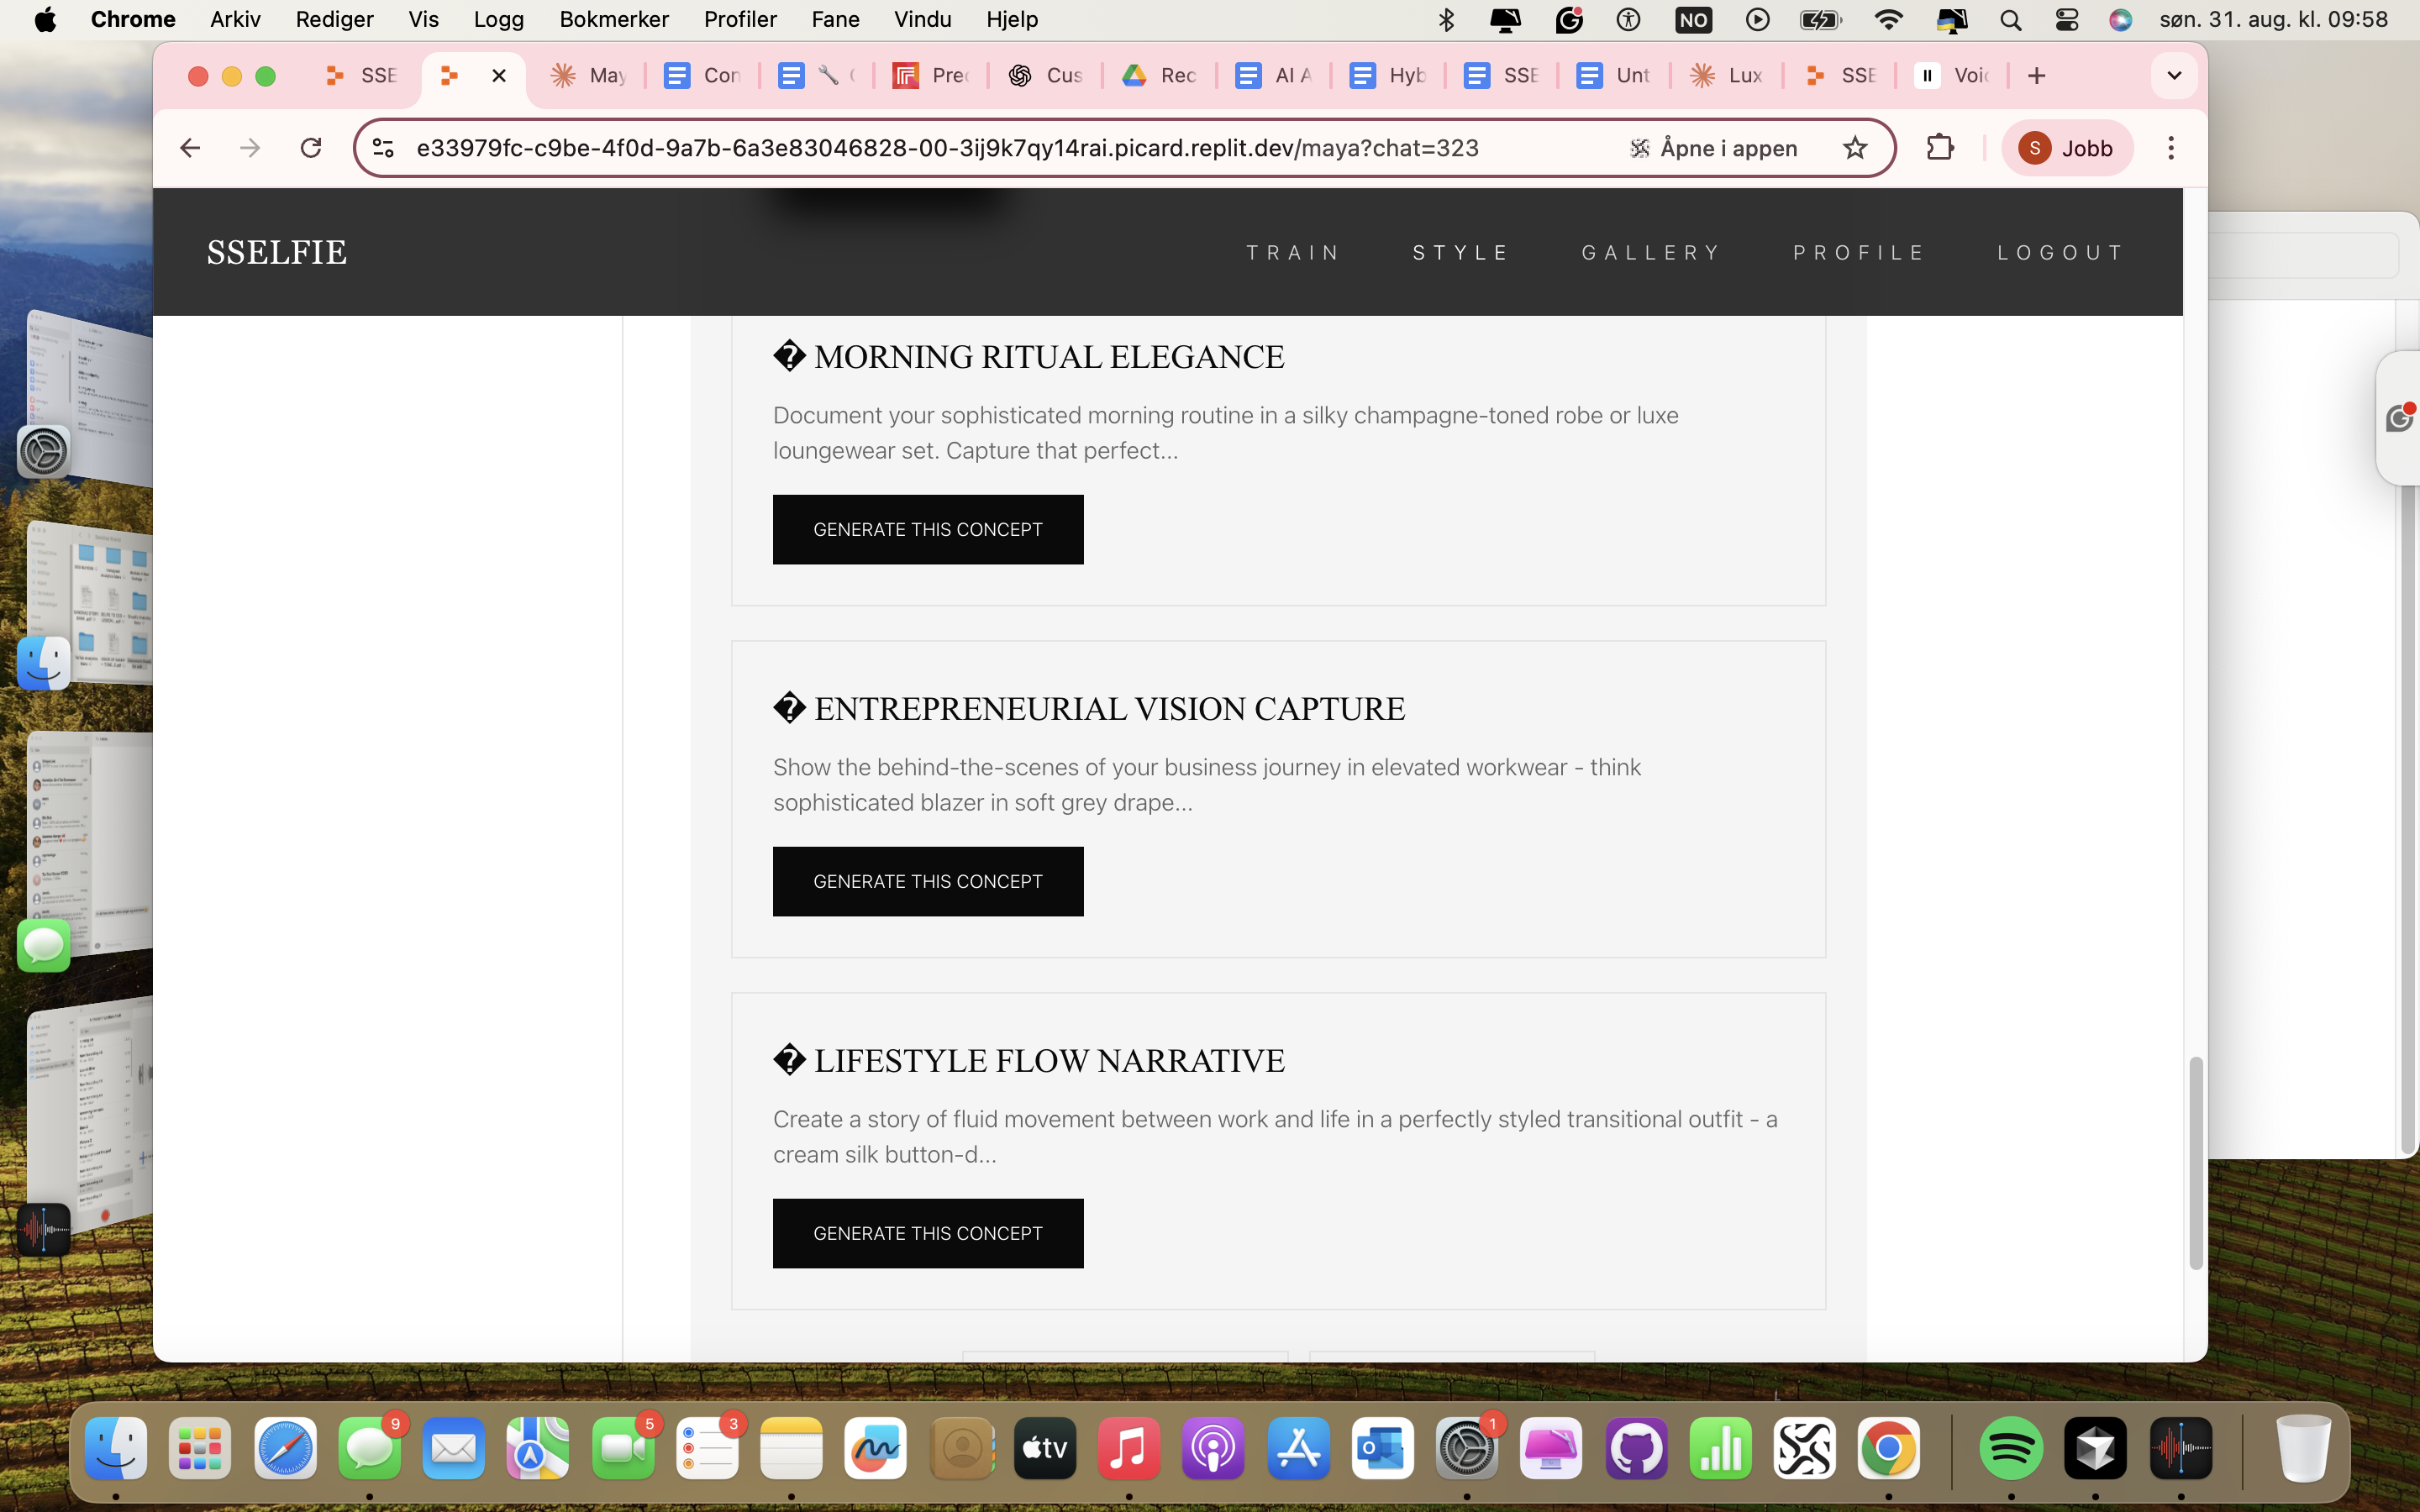 Chrome Arkiv Rediger Vis Logg Bokmerker Profiler Fane Vindu Hjelp NO søn. 31. aug. kl. 09:58
SSE May Con Prec Cus Rec AI A Hyb SSE Unt Lux SSE Voic
e33979fc-c9be-4f0d-9a7b-6a3e83046828-00-3ij9k7qy14rai.picard.replit.dev/maya?chat=323 Åpne i appen S Jobb
SSELFIE TRAIN STYLE GALLERY PROFILE LOGOUT
� MORNING RITUAL ELEGANCE
Document your sophisticated morning routine in a silky champagne-toned robe or luxe
loungewear set. Capture that perfect...
GENERATE THIS CONCEPT
� ENTREPRENEURIAL VISION CAPTURE
Show the behind-the-scenes of your business journey in elevated workwear - think
sophisticated blazer in soft grey drape...
GENERATE THIS CONCEPT
� LIFESTYLE FLOW NARRATIVE
Create a story of fluid movement between work and life in a perfectly styled transitional outfit - a
cream silk button-d...
GENERATE THIS CONCEPT
9 5 3 tv 1